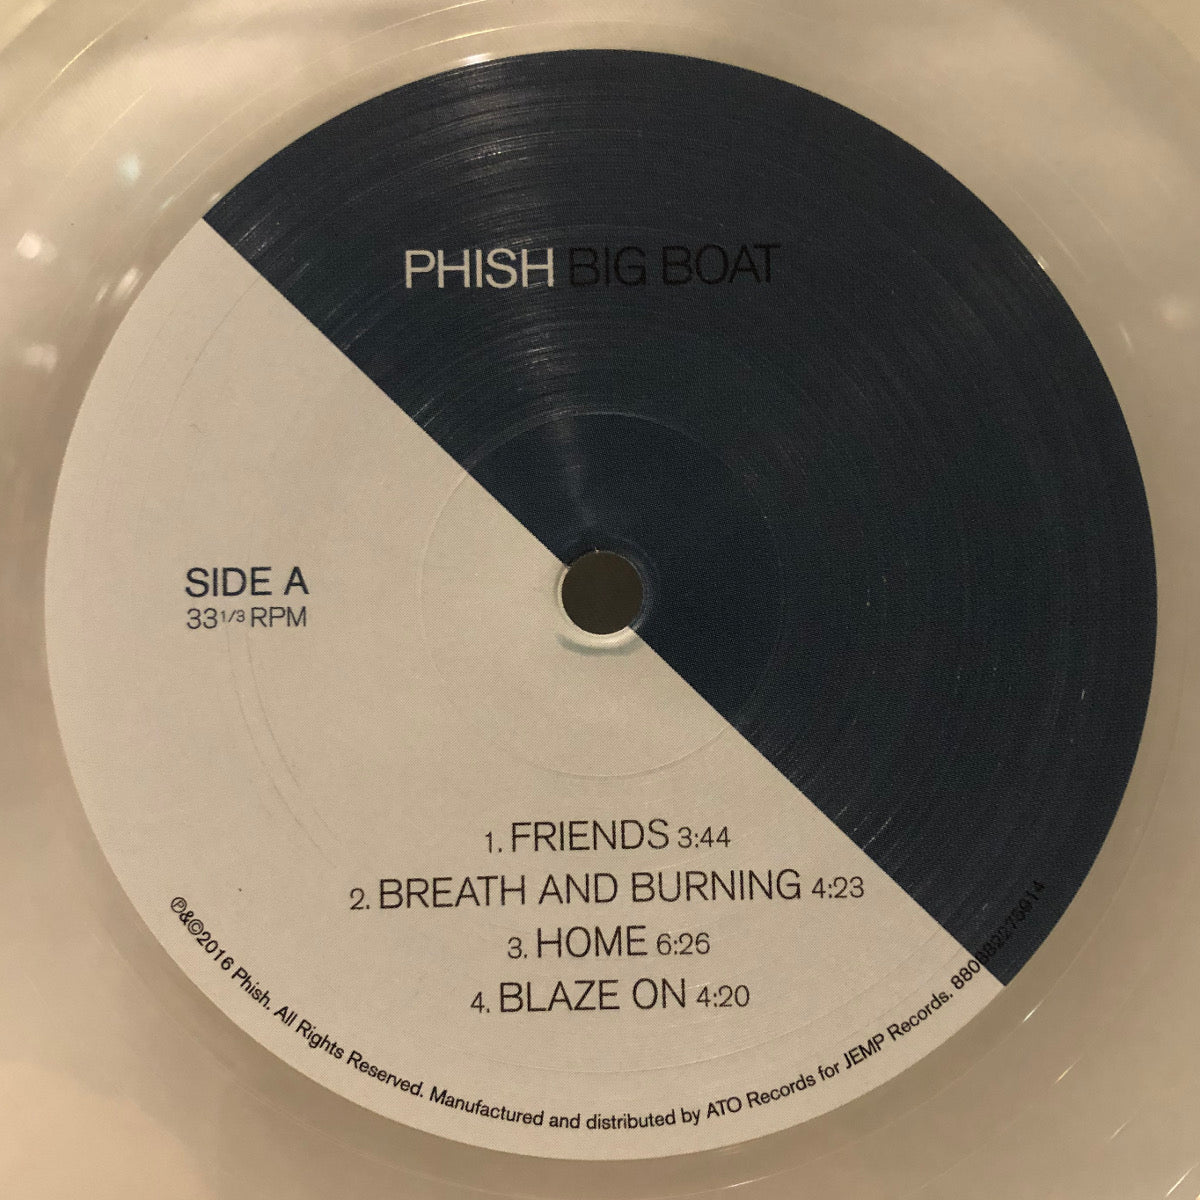 PHISH BIG BOAT
SIDE A
33 1/3 RPM
1. FRIENDS 3:44
2. BREATH AND BURNING 4:23
3. HOME 6:26
4. BLAZE ON 4:20
℗&©2016 Phish. All Rights Reserved. Manufactured and distributed by ATO Records for JEMP Records. 880882275914